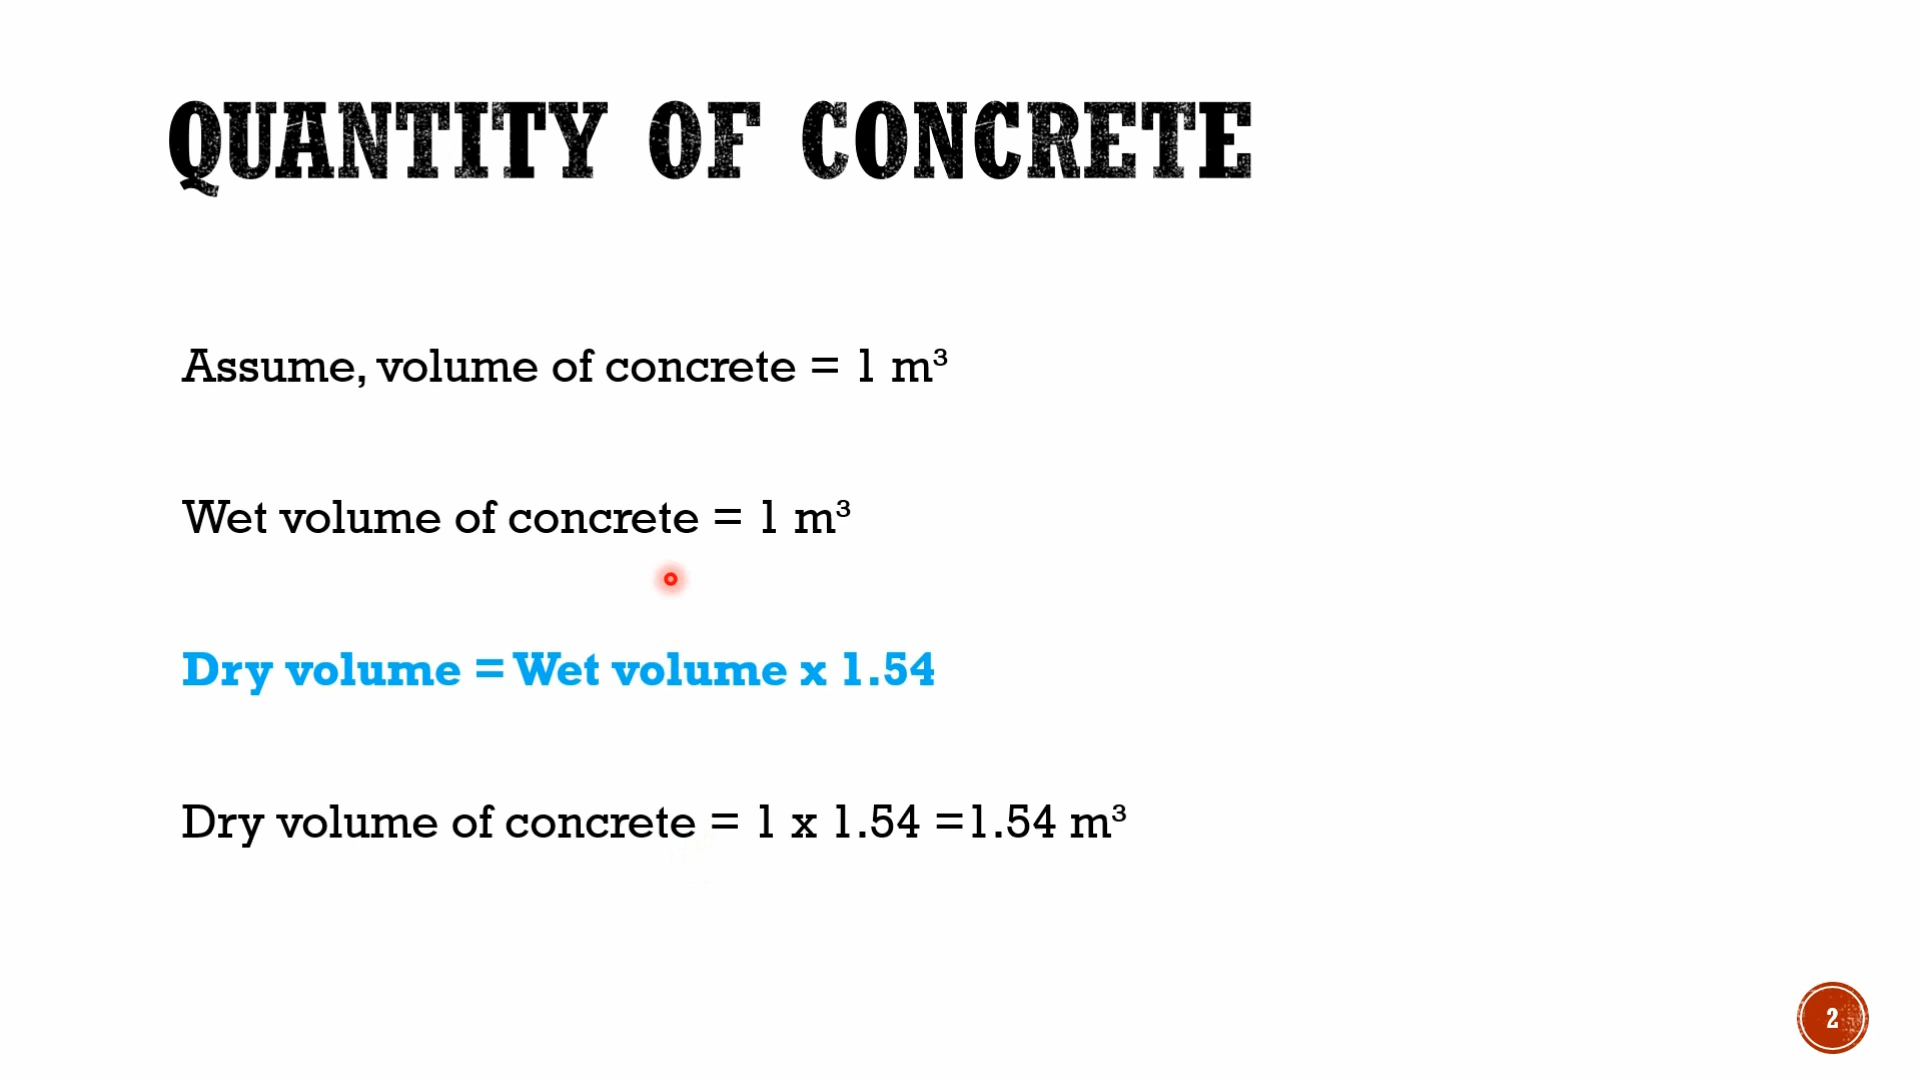 QUANTITY OF CONCRETE
Assume, volume of concrete = 1 m³
Wet volume of concrete = 1 m³
Dry volume = Wet volume x 1.54
Dry volume of concrete = 1 x 1.54 =1.54 m³
2